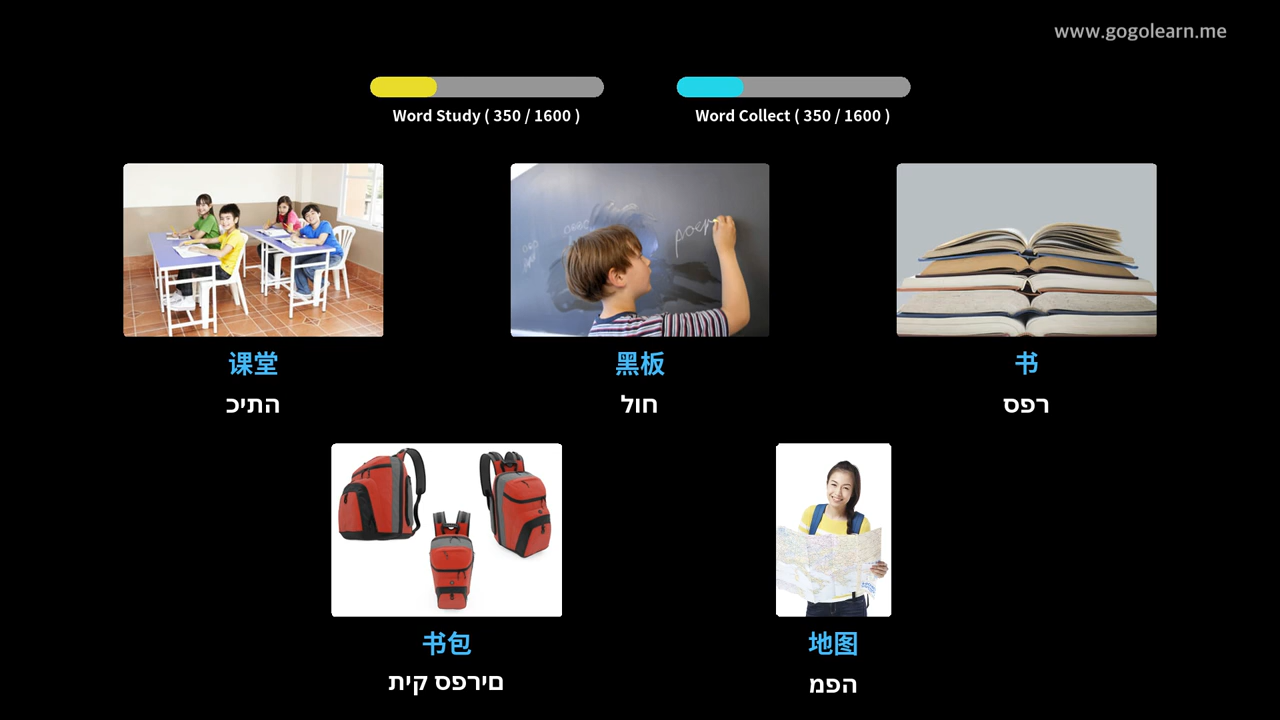 www.gogolearn.me
Word Study ( 350 / 1600 )
Word Collect ( 350 / 1600 )
课堂
התיכ
黑板
חול
书
רפס
书包
םירפס קית
地图
הפמ